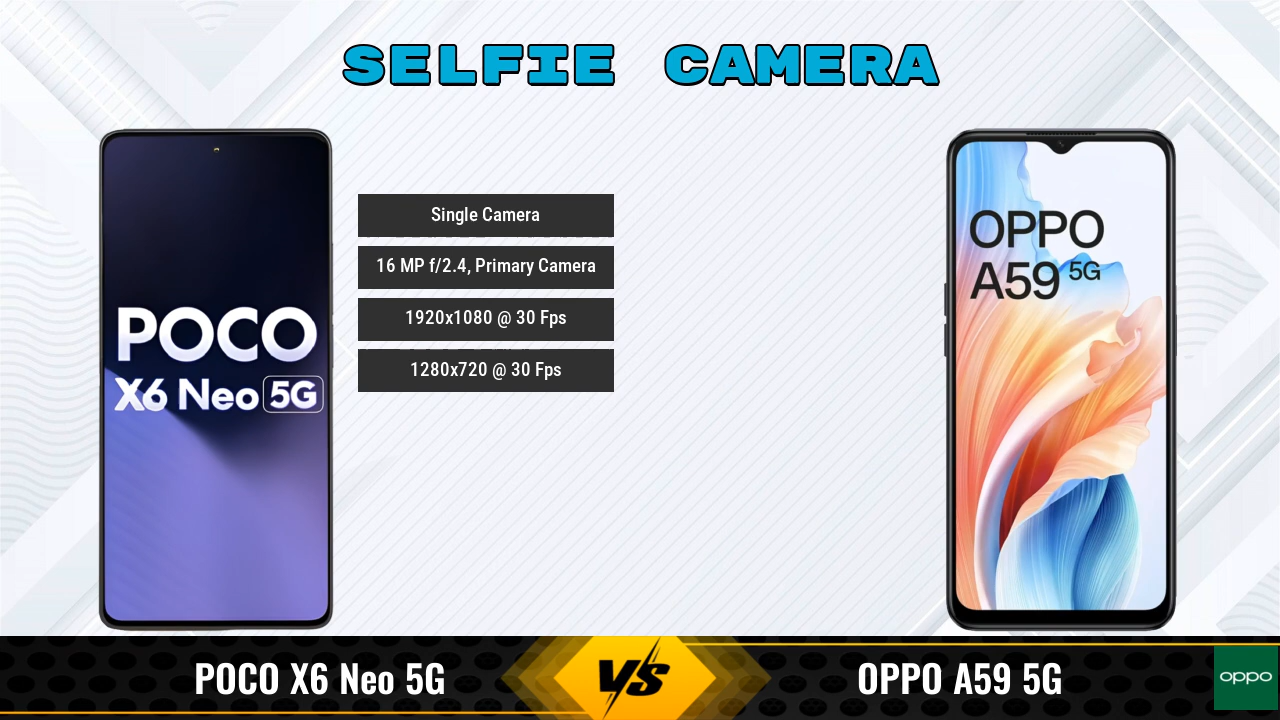 SELFIE CAMERA
Single Camera
16 MP f/2.4, Primary Camera
1920x1080 @ 30 Fps
1280x720 @ 30 Fps
POCO
X6 Neo 5G
OPPO
A59 5G
POCO X6 Neo 5G
VS
OPPO A59 5G
oppo